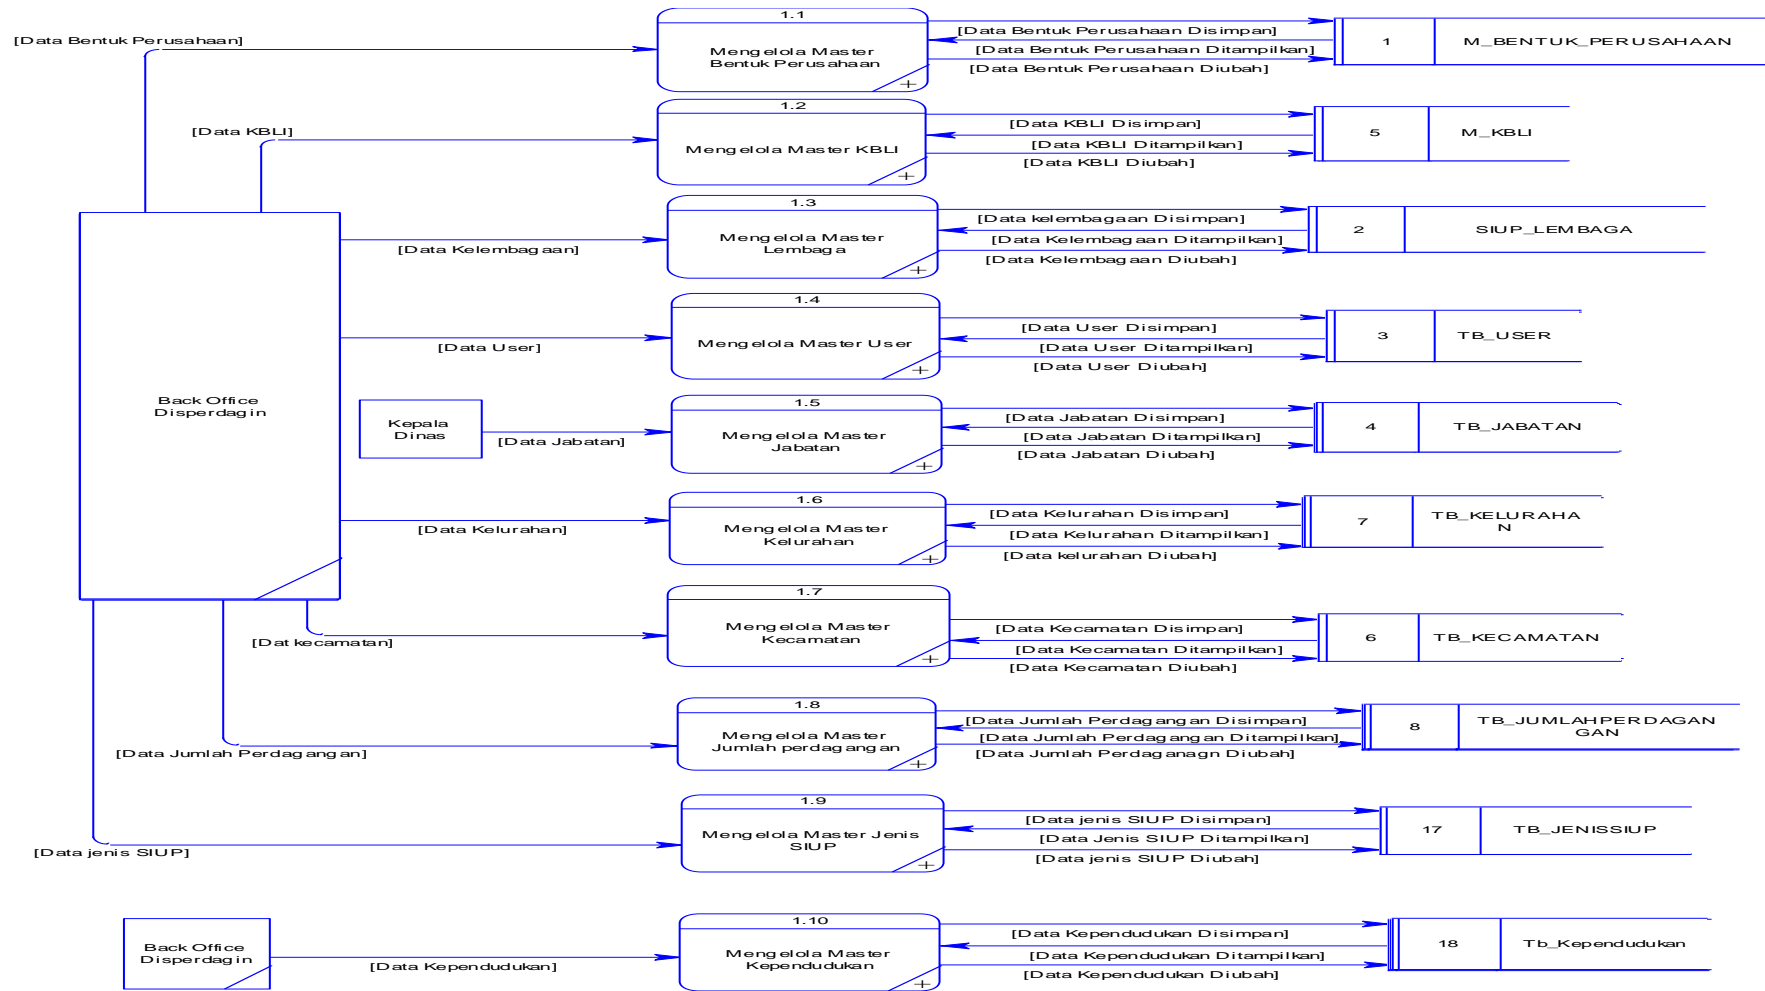 [Data Bentuk Perusahaan]
1.1
Mengelola Master
Bentuk Perusahaan
+
[Data Bentuk Perusahaan Disimpan]
[Data Bentuk Perusahaan Ditampilkan]
[Data Bentuk Perusahaan Diubah]
1
M_BENTUK_PERUSAHAAN
[Data KBLI]
1.2
Mengelola Master KBLI
+
[Data KBLI Disimpan]
[Data KBLI Ditampilkan]
[Data KBLI Diubah]
5
M_KBLI
Back Office
Disperdagin
[Data Kelembagaan]
1.3
Mengelola Master
Lembaga
+
[Data kelembagaan Disimpan]
[Data Kelembagaan Ditampilkan]
[Data Kelembagaan Diubah]
2
SIUP_LEMBAGA
[Data User]
1.4
Mengelola Master User
+
[Data User Disimpan]
[Data User Ditampilkan]
[Data User Diubah]
3
TB_USER
Kepala
Dinas
[Data Jabatan]
1.5
Mengelola Master
Jabatan
+
[Data Jabatan Disimpan]
[Data Jabatan Ditampilkan]
[Data Jabatan Diubah]
4
TB_JABATAN
[Data Kelurahan]
1.6
Mengelola Master
Kelurahan
+
[Data Kelurahan Disimpan]
[Data Kelurahan Ditampilkan]
[Data kelurahan Diubah]
7
TB_KELURAHA
N
[Dat kecamatan]
1.7
Mengelola Master
Kecamatan
+
[Data Kecamatan Disimpan]
[Data Kecamatan Ditampilkan]
[Data Kecamatan Diubah]
6
TB_KECAMATAN
[Data Jumlah Perdagangan]
1.8
Mengelola Master
Jumlah perdagangan
+
[Data Jumlah Perdagangan Disimpan]
[Data Jumlah Perdagangan Ditampilkan]
[Data Jumlah Perdaganagn Diubah]
8
TB_JUMLAHPERDAGAN
GAN
[Data jenis SIUP]
1.9
Mengelola Master Jenis
SIUP
+
[Data jenis SIUP Disimpan]
[Data Jenis SIUP Ditampilkan]
[Data jenis SIUP Diubah]
17
TB_JENISSIUP
Back Office
Disperdagin
[Data Kependudukan]
1.10
Mengelola Master
Kependudukan
+
[Data Kependudukan Disimpan]
[Data Kependudukan Ditampilkan]
[Data Kependudukan Diubah]
18
Tb_Kependudukan